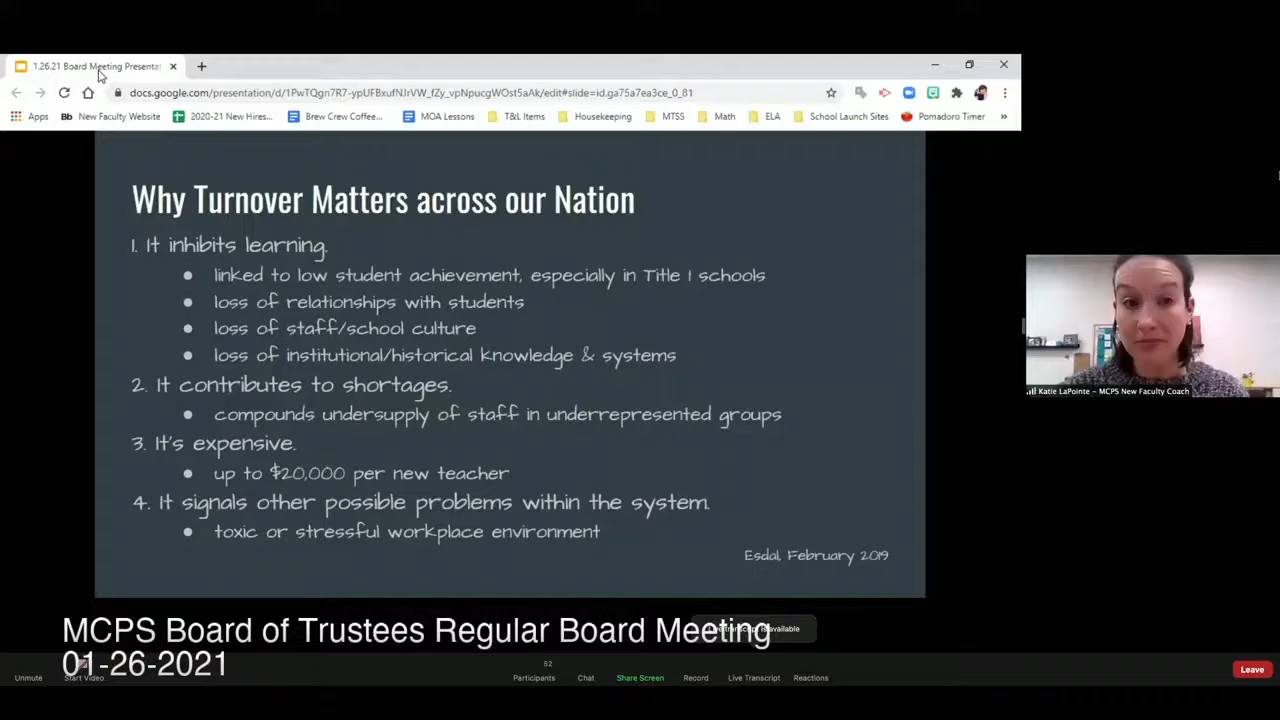 1.26.21 Board Meeting Presentat
docs.google.com/presentation/d/1PwTQgn7R7-ypUFBxufNJrVW_fZy_vpNpucgWOst5aAk/edit#slide=id.ga75a7ea3ce_0_81
Apps Bb New Faculty Website 2020-21 New Hires... Brew Crew Coffee... MOA Lessons T&L Items Housekeeping MTSS Math ELA School Launch Sites Pomadoro Timer »
Why Turnover Matters across our Nation
1. It inhibits learning.
● linked to low student achievement, especially in Title 1 schools
● loss of relationships with students
● loss of staff/school culture
● loss of institutional/historical knowledge & systems
2. It contributes to shortages.
● compounds undersupply of staff in underrepresented groups
3. It's expensive.
● up to $20,000 per new teacher
4. It signals other possible problems within the system.
● toxic or stressful workplace environment
Esdal, February 2019
Katie LaPointe – MCPS New Faculty Coach
MCPS Board of Trustees Regular Board Meeting
is available
01-26-2021
52
Unmute Start Video Participants Chat Share Screen Record Live Transcript Reactions Leave